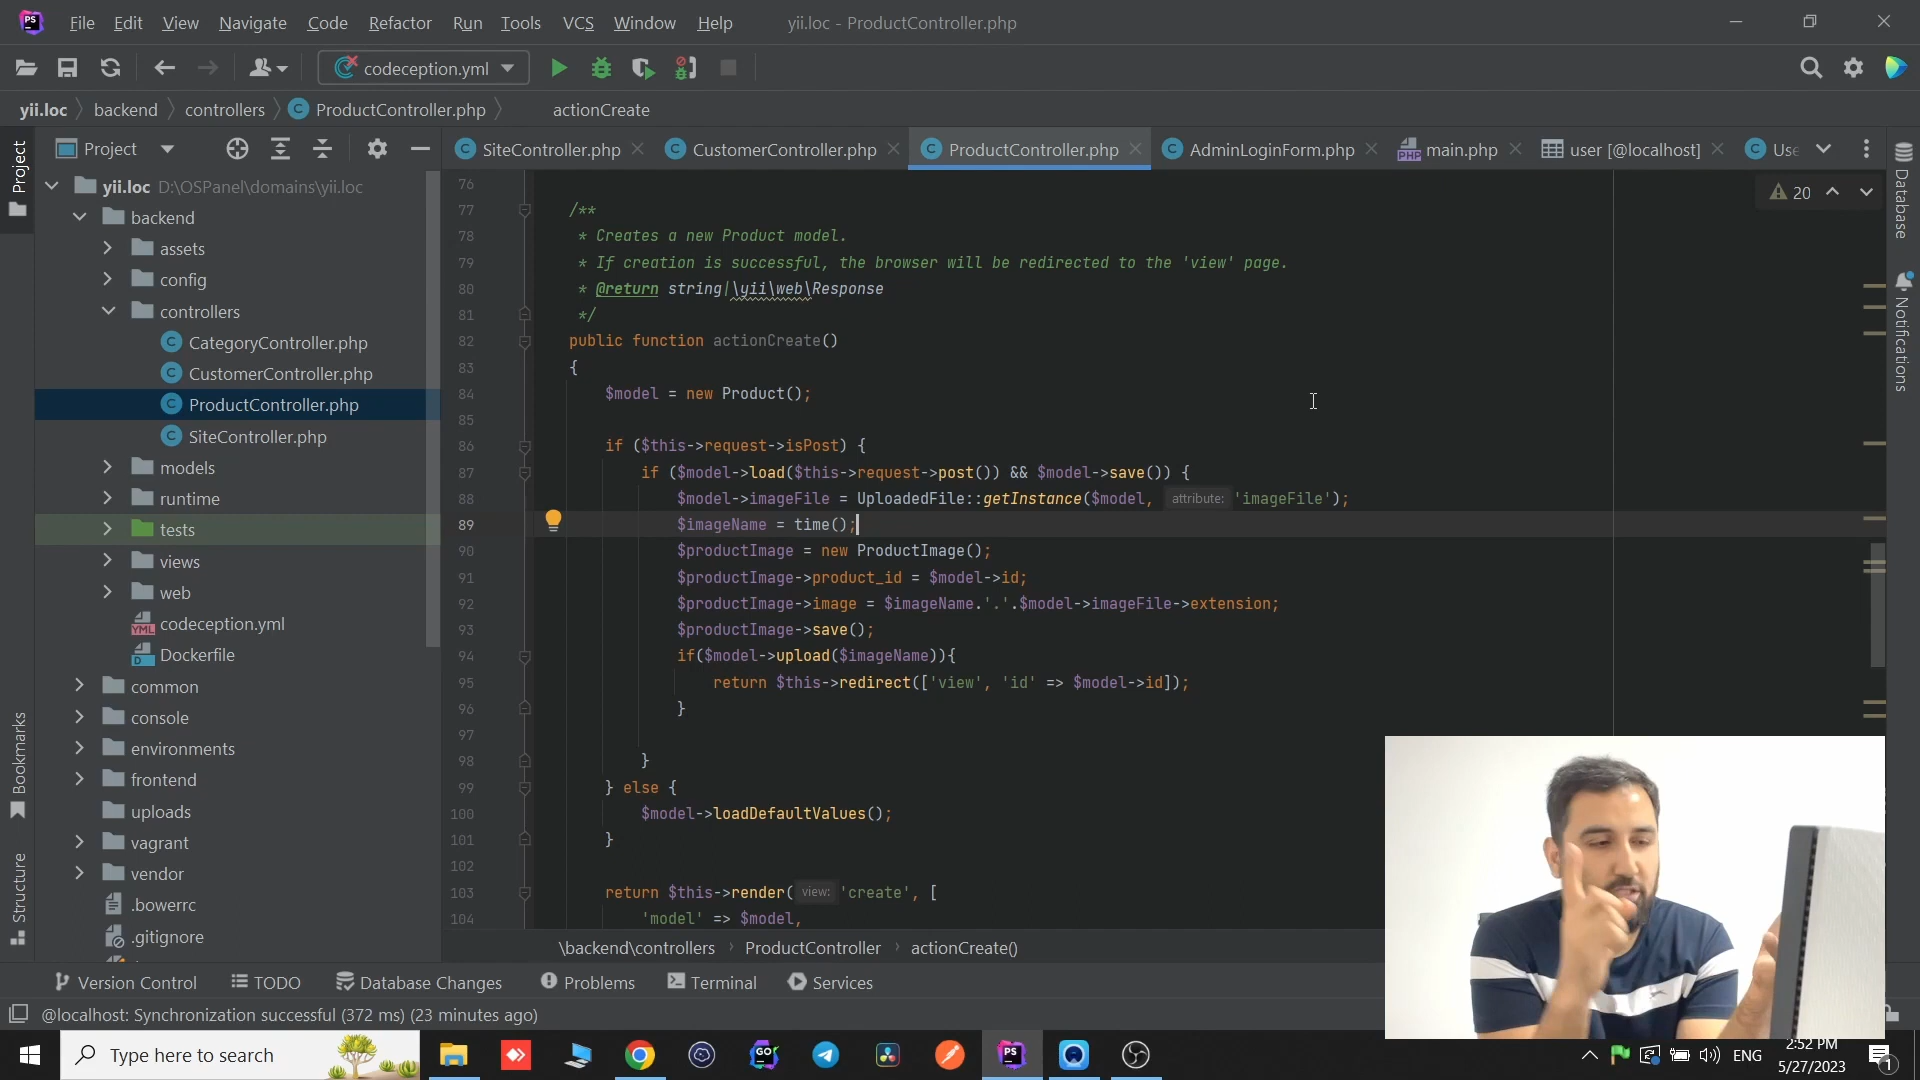 File Edit View Navigate Code Refactor Run Tools VCS Window Help yii.loc - ProductController.php
codeception.yml
yii.loc backend controllers ProductController.php actionCreate
Project
SiteController.php CustomerController.php ProductController.php AdminLoginForm.php main.php user [@localhost] Use
Project
yii.loc D:\OSPanel\domains\yii.loc
backend
assets
config
controllers
CategoryController.php
CustomerController.php
ProductController.php
SiteController.php
models
runtime
tests
views
web
codeception.yml
Dockerfile
common
console
environments
frontend
uploads
vagrant
vendor
.bowerrc
.gitignore
Bookmarks
Structure
76
77 /**
78 * Creates a new Product model.
79 * If creation is successful, the browser will be redirected to the 'view' page.
80 * @return string|\yii\web\Response
81 */
82 public function actionCreate()
83 {
84 $model = new Product();
85
86 if ($this->request->isPost) {
87 if ($model->load($this->request->post()) && $model->save()) {
88 $model->imageFile = UploadedFile::getInstance($model, attribute: 'imageFile');
89 $imageName = time();
90 $productImage = new ProductImage();
91 $productImage->product_id = $model->id;
92 $productImage->image = $imageName.'.'.$model->imageFile->extension;
93 $productImage->save();
94 if($model->upload($imageName)){
95 return $this->redirect(['view', 'id' => $model->id]);
96 }
97
98 }
99 } else {
100 $model->loadDefaultValues();
101 }
102
103 return $this->render( view: 'create', [
104 'model' => $model,
20
Database
Notifications
\backend\controllers ProductController actionCreate()
Version Control TODO Database Changes Problems Terminal Services
@localhost: Synchronization successful (372 ms) (23 minutes ago)
Type here to search
ENG
2:52 PM
5/27/2023
1